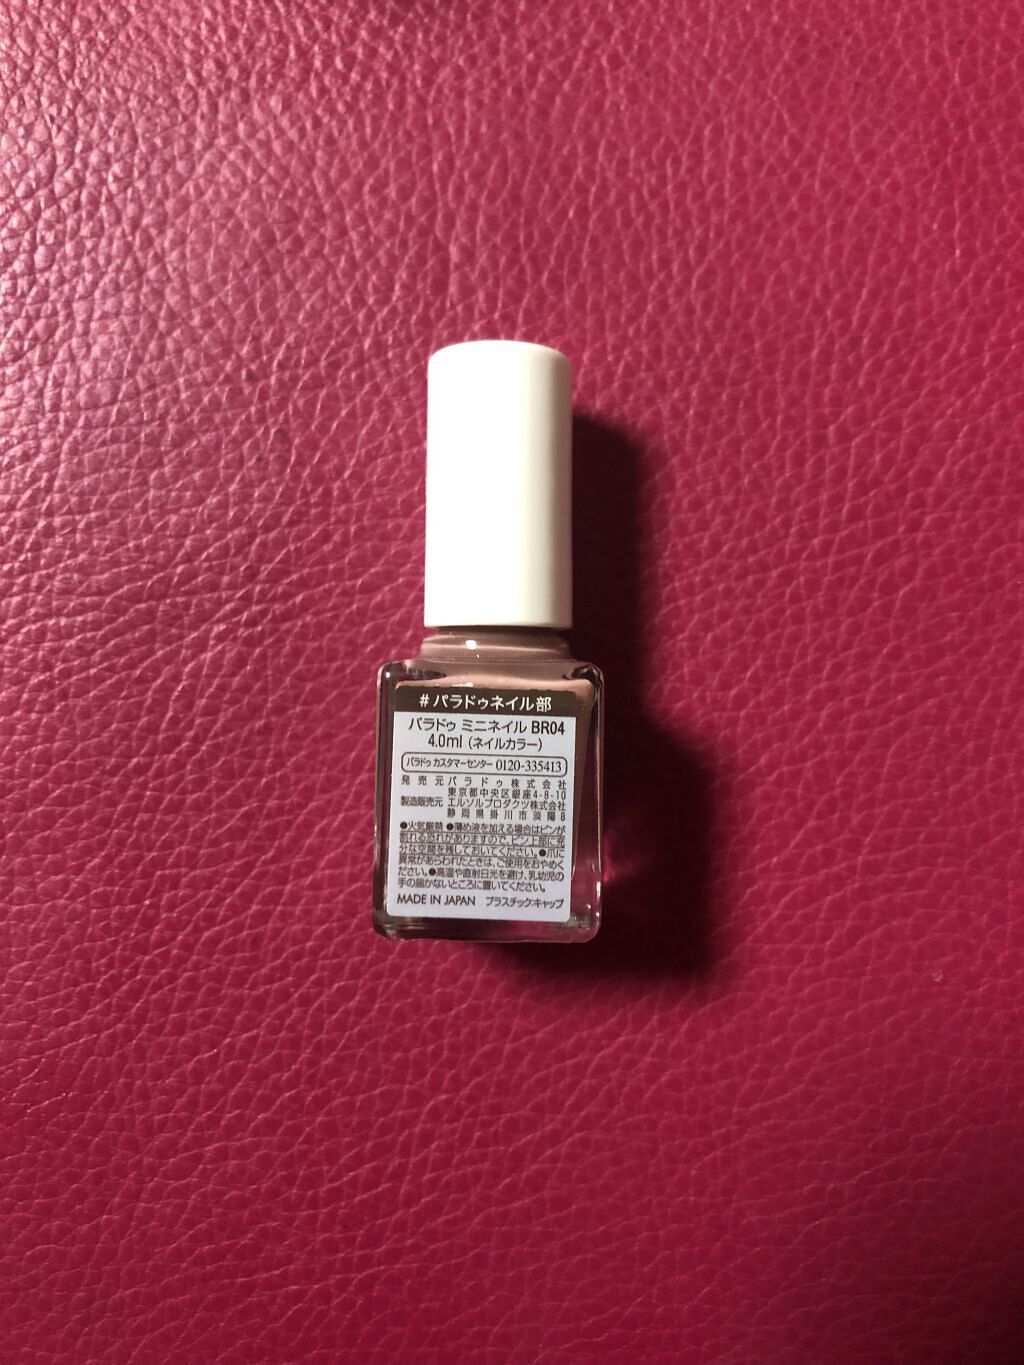 #パラドゥネイル部
パラドゥ ミニネイル BR04
4.0ml (ネイルカラー)
パラドゥ カスタマーセンター 0120-335413
発売元 パラドゥ株式会社
東京都中央区銀座4-8-10
製造販売元 エルソルプロダクツ株式会社
静岡県掛川市淡陽8
●火気厳禁 ●薄め液を加える場合はビンが
割れる恐れがありますので、ビン上部に充
分な空間を残しておいてください。●爪に
異常があらわれたときは、ご使用をおやめく
ださい。●高温や直射日光を避け、乳幼児の
手の届かないところに置いてください。
MADE IN JAPAN プラスチック:キャップ